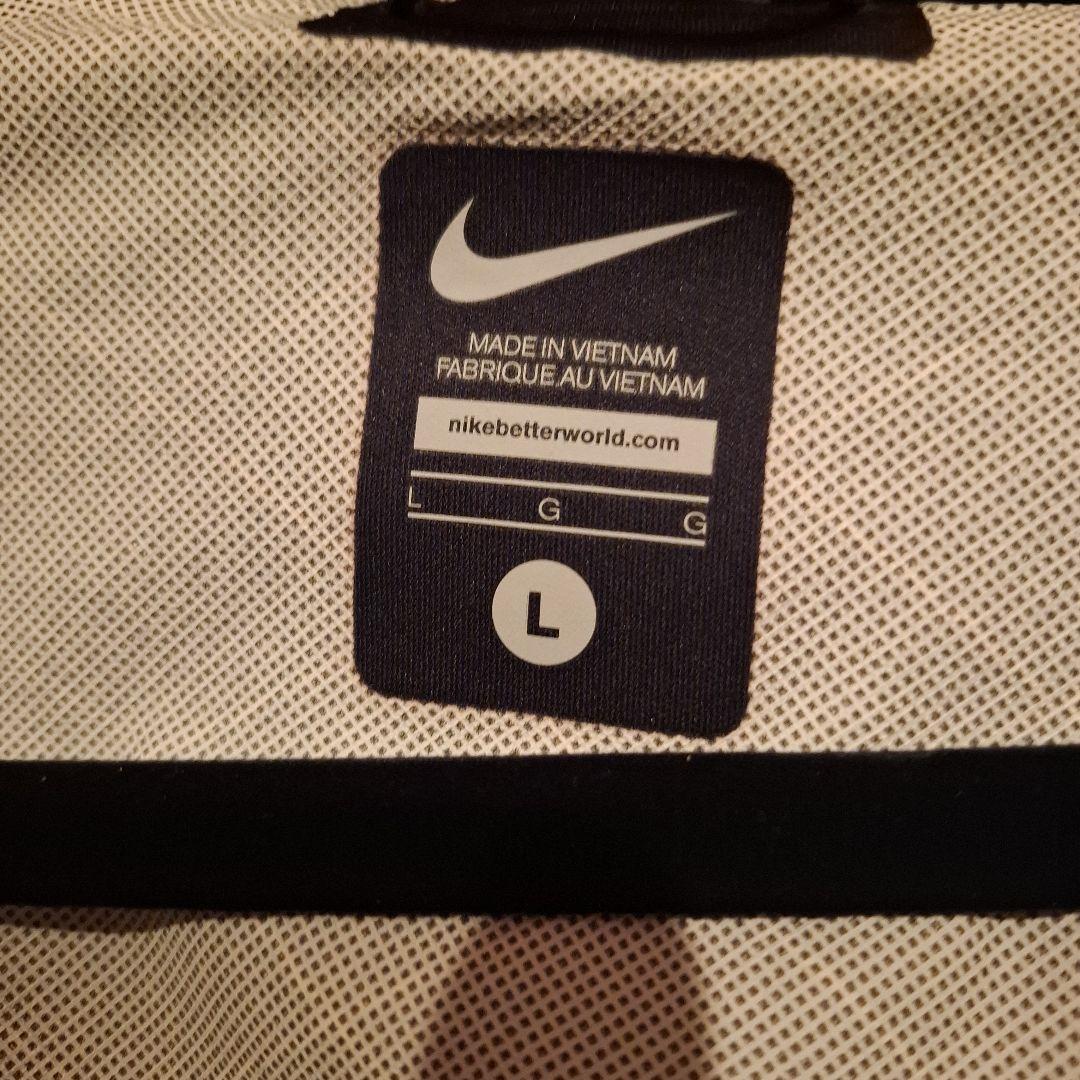 MADE IN VIETNAM
FABRIQUE AU VIETNAM
nikebetterworld.com
L G G
L